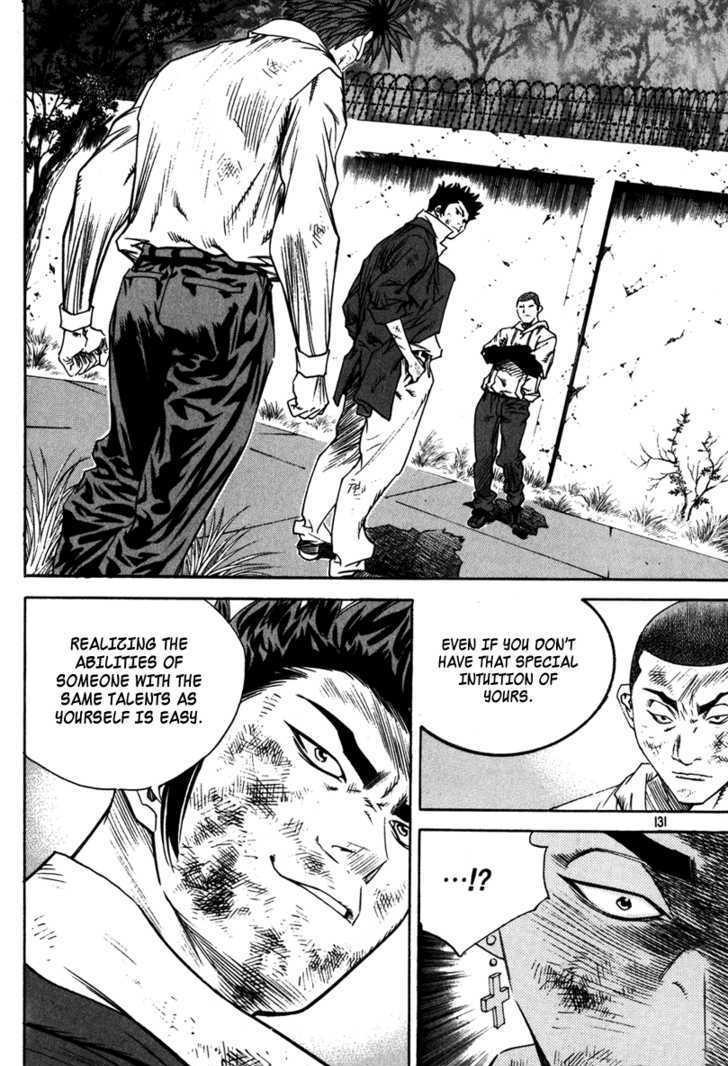 EVEN IF YOU DON'T
HAVE THAT SPECIAL
INTUITION OF
YOURS.
REALIZING THE
ABILITIES OF
SOMEONE WITH THE
SAME TALENTS AS
YOURSELF IS EASY.
131
...!?